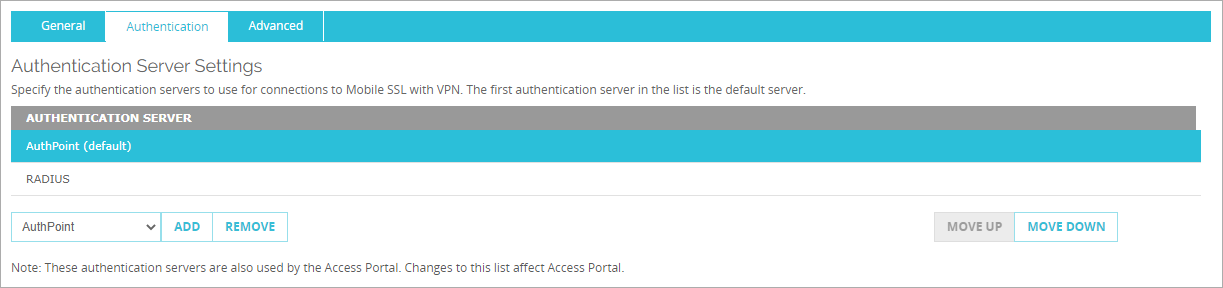 General Authentication Advanced
Authentication Server Settings
Specify the authentication servers to use for connections to Mobile SSL with VPN. The first authentication server in the list is the default server.
AUTHENTICATION SERVER
AuthPoint (default)
RADIUS
AuthPoint ADD REMOVE MOVE UP MOVE DOWN
Note: These authentication servers are also used by the Access Portal. Changes to this list affect Access Portal.